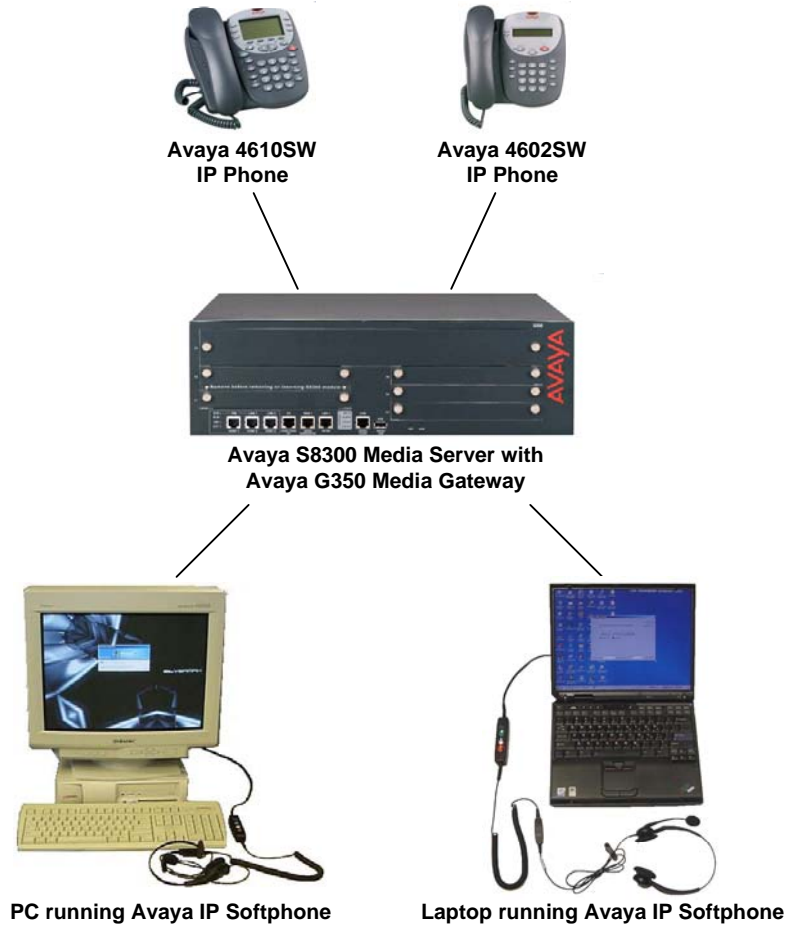 Avaya 4610SW
IP Phone
Avaya 4602SW
IP Phone
AVAYA
Avaya S8300 Media Server with
Avaya G350 Media Gateway
PC running Avaya IP Softphone
Laptop running Avaya IP Softphone